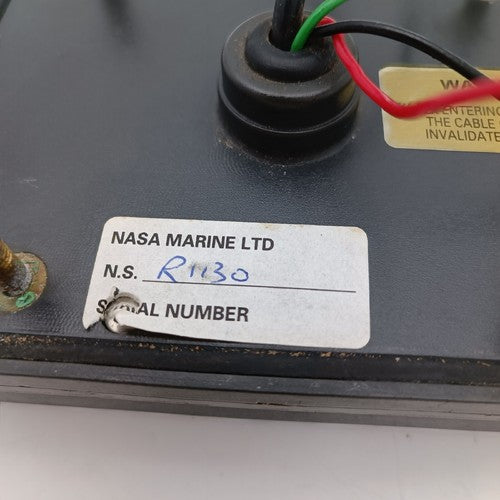 WA
ENTERING
THE CABLE
INVALIDATE
NASA MARINE LTD
N.S. R1130
SERIAL NUMBER